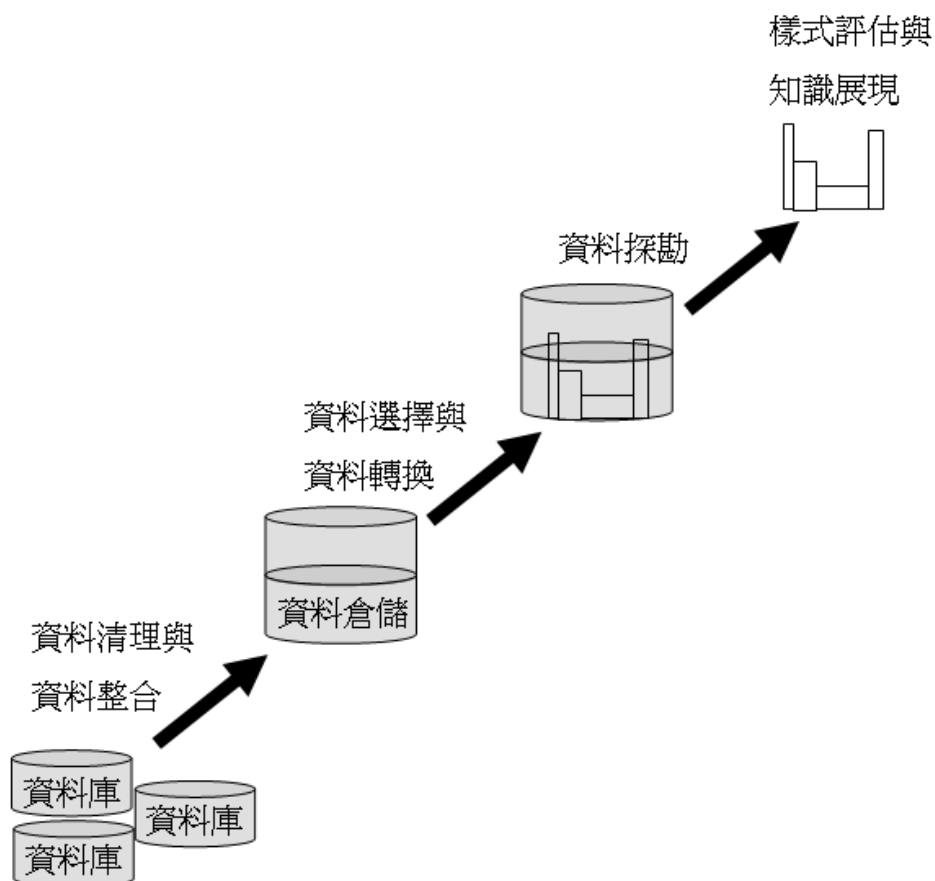 樣式評估與
知識展現
資料探勘
資料選擇與
資料轉換
資料倉儲
資料清理與
資料整合
資料庫
資料庫
資料庫